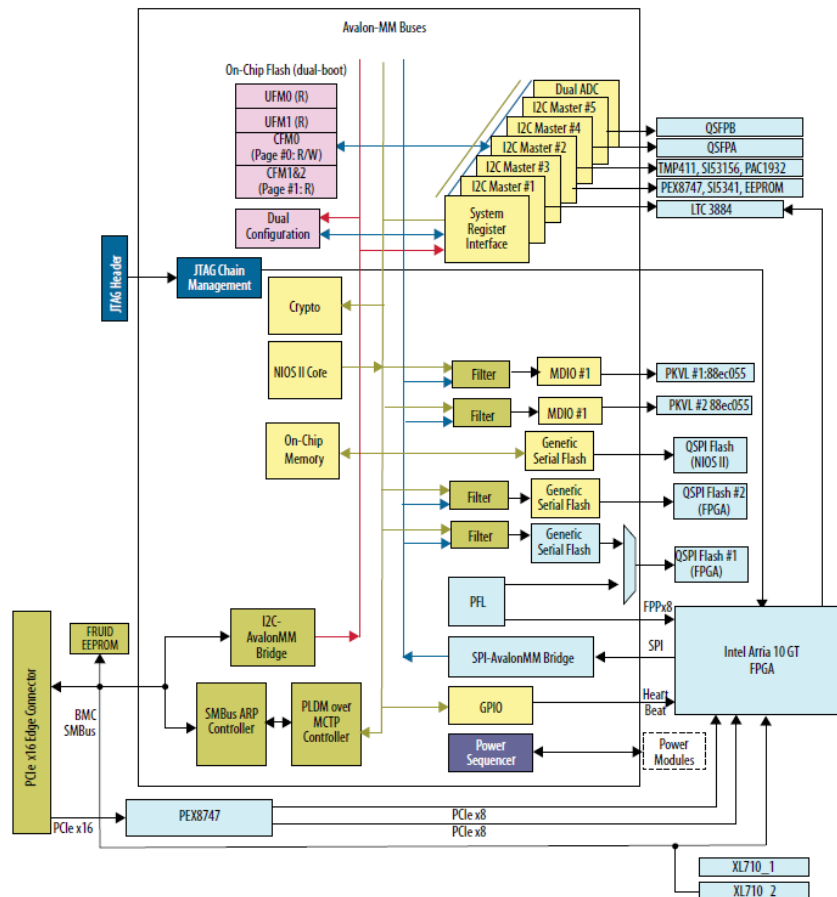 Avalon-MM Buses
On-Chip Flash (dual-boot)
UFM0 (R)
UFM1 (R)
CFM0
(Page #0: R/W)
CFM1&2
(Page #1: R)
Dual
Configuration
Dual ADC
I2C Master #5
I2C Master #4
I2C Master #2
I2C Master #3
I2C Master #1
System
Register
Interface
QSFPB
QSFPA
TMP411, SI53156, PAC1932
PEX8747, SI5341, EEPROM
LTC 3884
JTAG Header
JTAG Chain
Management
Crypto
NIOS II Core
On-Chip
Memory
Filter
MDIO #1
PKVL #1:88ec055
Filter
MDIO #1
PKVL #2 88ec055
Generic
Serial Flash
QSPI Flash
(NIOS II)
Filter
Generic
Serial Flash
QSPI Flash #2
(FPGA)
Filter
Generic
Serial Flash
QSPI Flash #1
(FPGA)
PFL
FPPx8
SPI-AvalonMM Bridge
SPI
Intel Arria 10 GT
FPGA
GPIO
Heart
Beat
Power
Sequencer
Power
Modules
FRUID
EEPROM
I2C-
AvalonMM
Bridge
BMC
SMBus
SMBus ARP
Controller
PLDM over
MCTP
Controller
PCIe x16 Edge Connector
PCIe x16
PEX8747
PCIe x8
PCIe x8
XL710_1
XL710_2